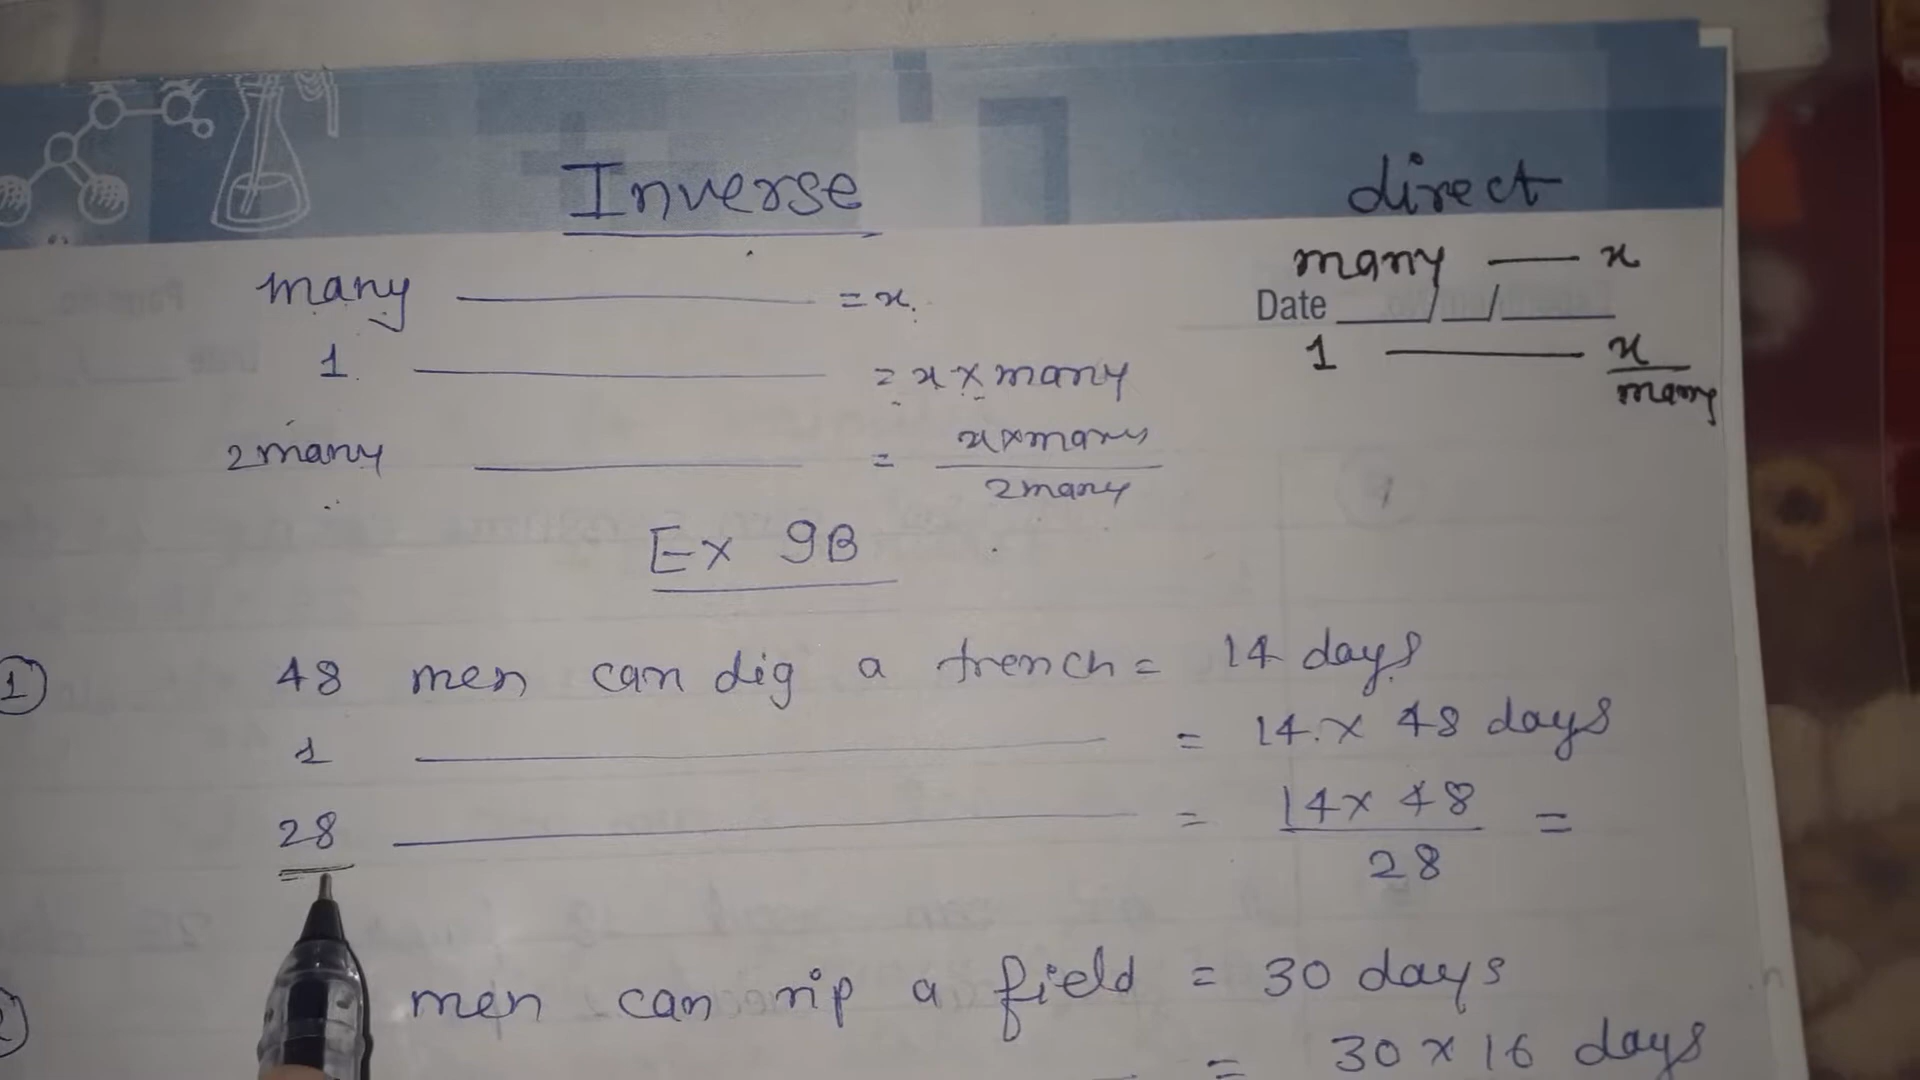 Inverse
direct
many = x
many x
Date / /
1 x/many
1 = x × many
2many = x×many/2many
Ex 9B
1 48 men can dig a trench = 14 days
1 = 14 × 48 days
28 = 14 × 48/28 =
men can rip a field = 30 days
= 30 × 16 days